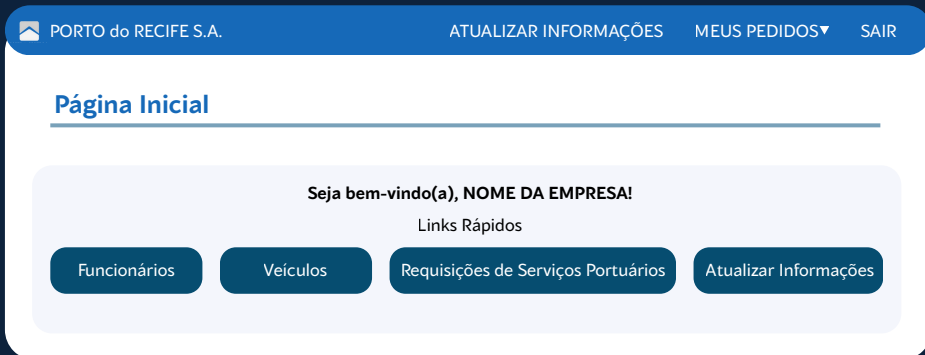 PORTO do RECIFE S.A. ATUALIZAR INFORMAÇÕES MEUS PEDIDOS▼ SAIR
Página Inicial
Seja bem-vindo(a), NOME DA EMPRESA!
Links Rápidos
Funcionários Veículos Requisições de Serviços Portuários Atualizar Informações